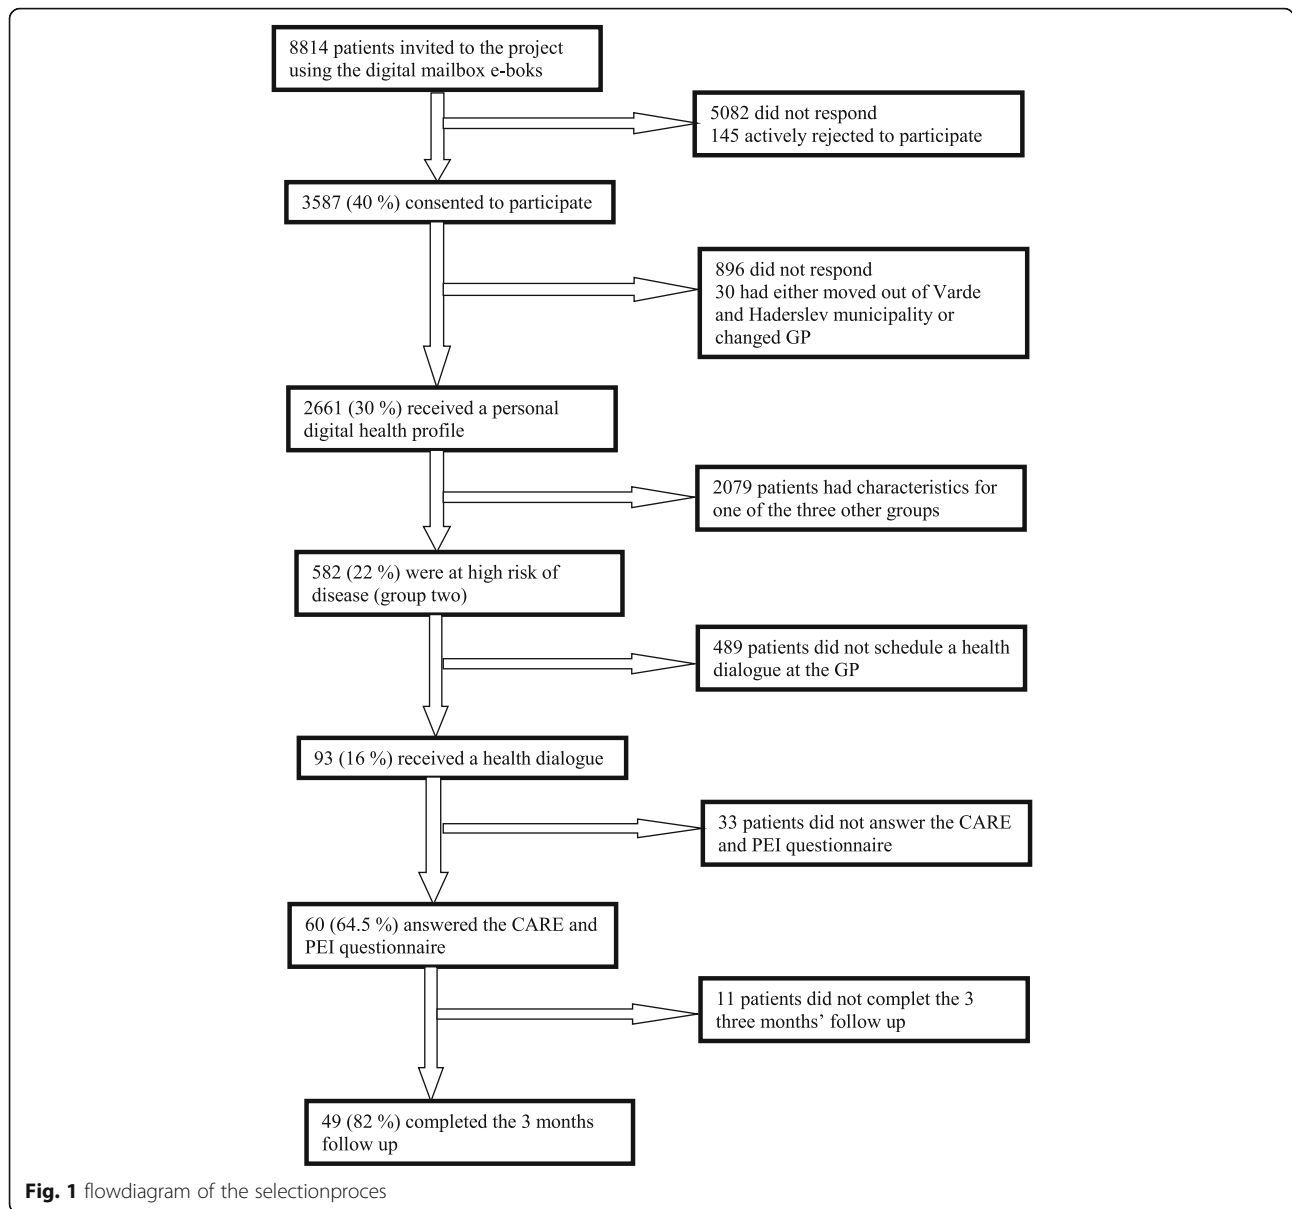 8814 patients invited to the project
using the digital mailbox e-boks
5082 did not respond
145 actively rejected to participate
3587 (40 %) consented to participate
896 did not respond
30 had either moved out of Varde
and Haderslev municipality or
changed GP
2661 (30 %) received a personal
digital health profile
2079 patients had characteristics for
one of the three other groups
582 (22 %) were at high risk of
disease (group two)
489 patients did not schedule a health
dialogue at the GP
93 (16 %) received a health dialogue
33 patients did not answer the CARE
and PEI questionnaire
60 (64.5 %) answered the CARE and
PEI questionnaire
11 patients did not complet the 3
three months’ follow up
49 (82 %) completed the 3 months
follow up
Fig. 1 flowdiagram of the selectionproces